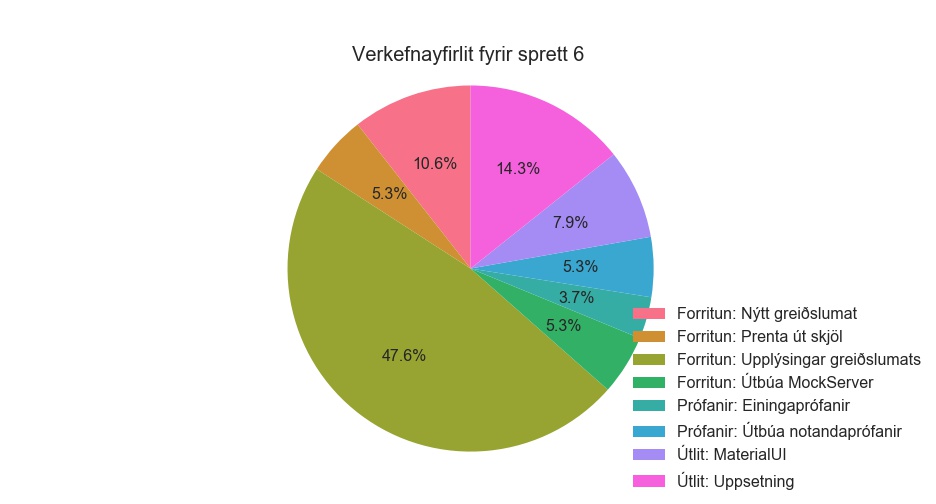 Verkefnayfirlit fyrir sprett 6
10.6%
14.3%
5.3%
7.9%
5.3%
3.7%
5.3%
47.6%
Forritun: Nýtt greiðslumat
Forritun: Prenta út skjöl
Forritun: Upplýsingar greiðslumats
Forritun: Útbúa MockServer
Prófanir: Einingaprófanir
Prófanir: Útbúa notandaprófanir
Útlit: MaterialUI
Útlit: Uppsetning